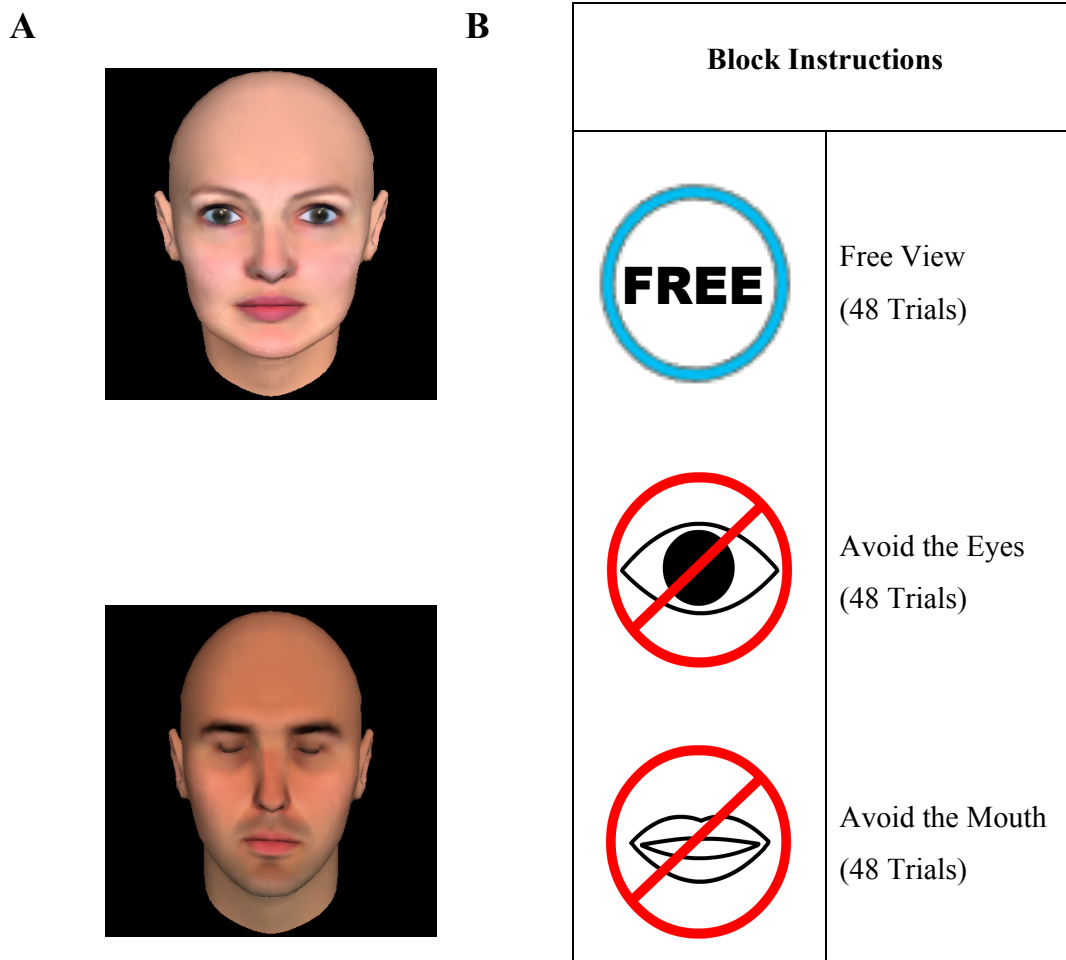 A
B
Block Instructions
FREE
Free View
(48 Trials)
Avoid the Eyes
(48 Trials)
Avoid the Mouth
(48 Trials)